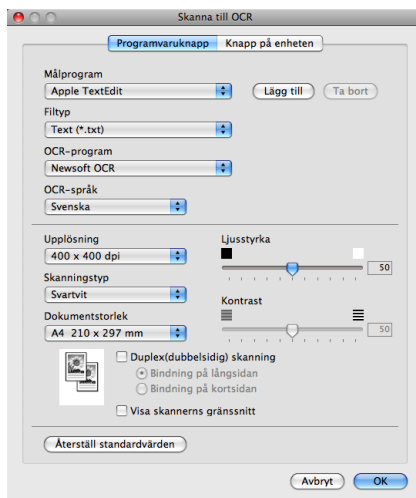 Skanna till OCR
Programvaruknapp Knapp på enheten
Målprogram
Apple TextEdit Lägg till Ta bort
Filtyp
Text (*.txt)
OCR-program
Newsoft OCR
OCR-språk
Svenska
Upplösning Ljusstyrka
400 x 400 dpi 50
Skanningstyp
Svartvit Kontrast
Dokumentstorlek
A4 210 x 297 mm 50
Duplex(dubbelsidig) skanning
Bindning på långsidan
Bindning på kortsidan
Visa skannerns gränssnitt
Återställ standardvärden
Avbryt OK